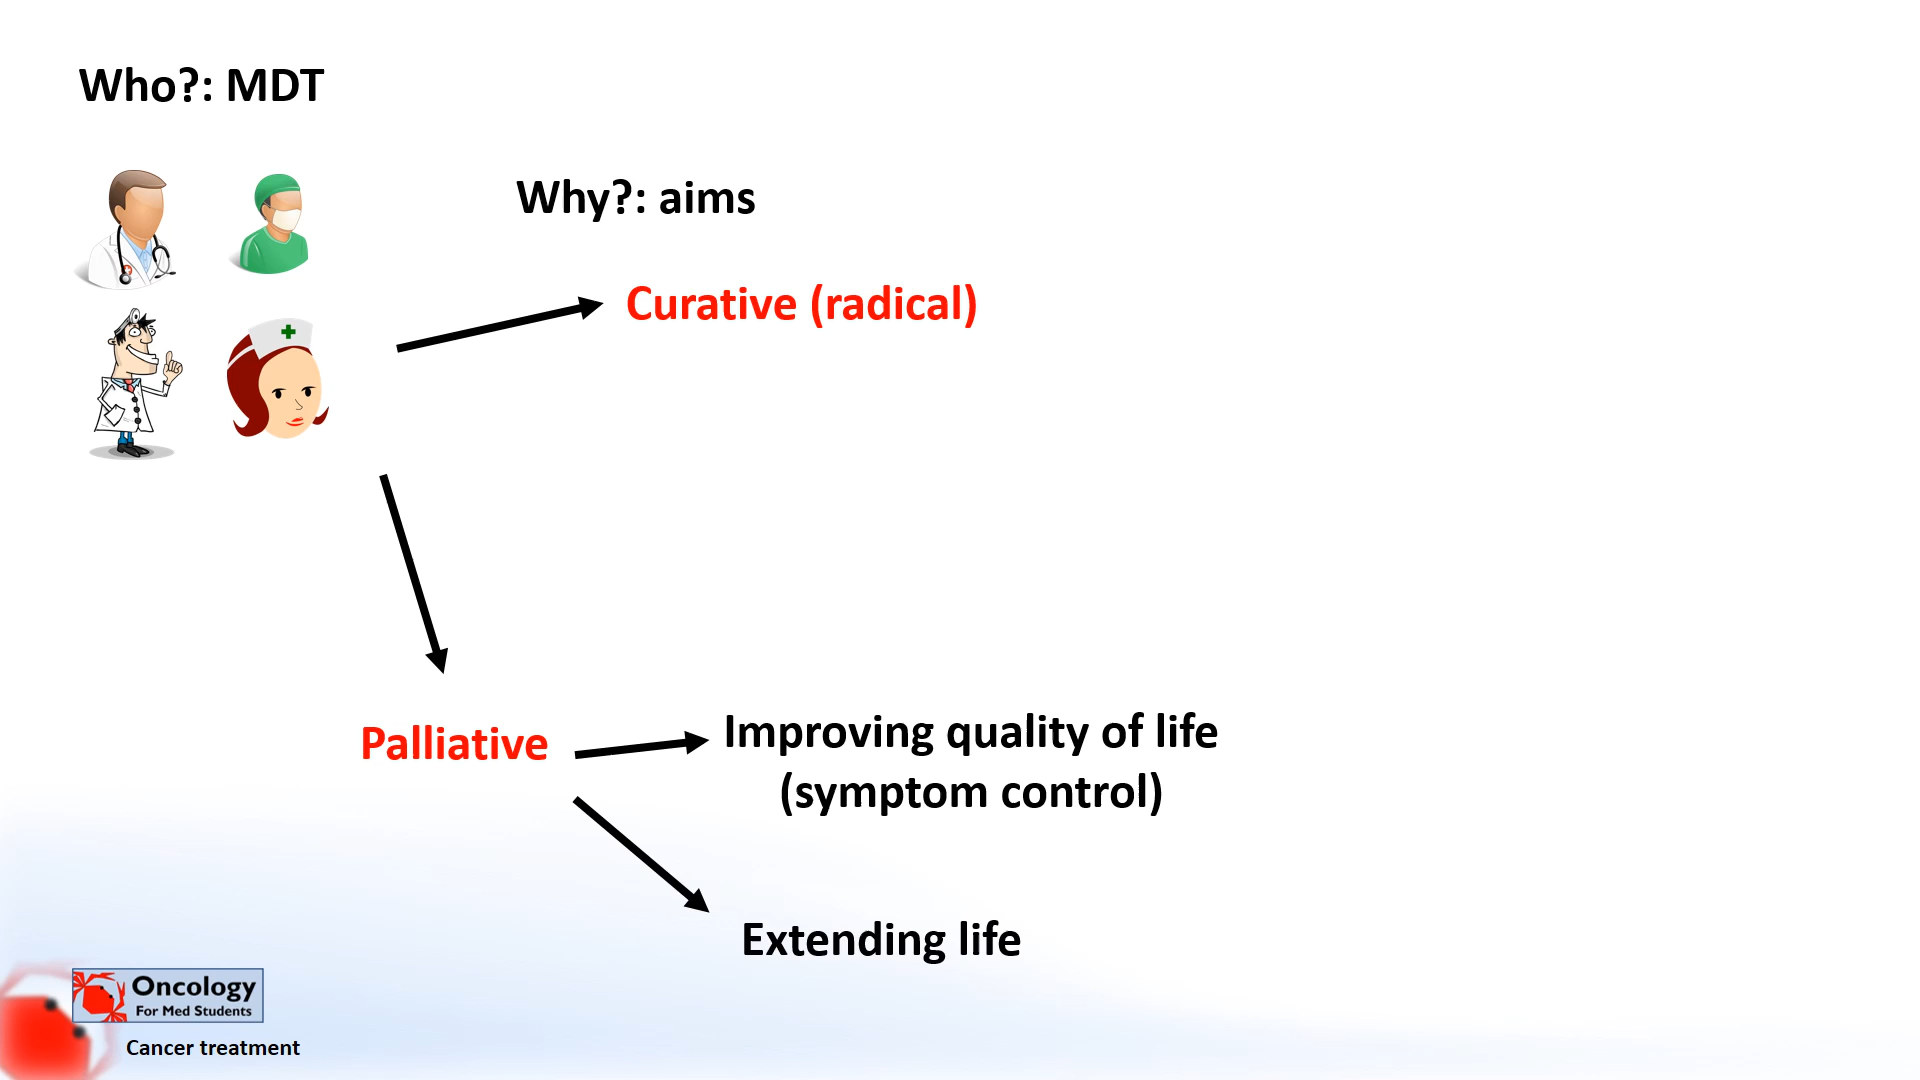 Who?: MDT
Why?: aims
Curative (radical)
Palliative
Improving quality of life
(symptom control)
Extending life
Oncology
For Med Students
Cancer treatment